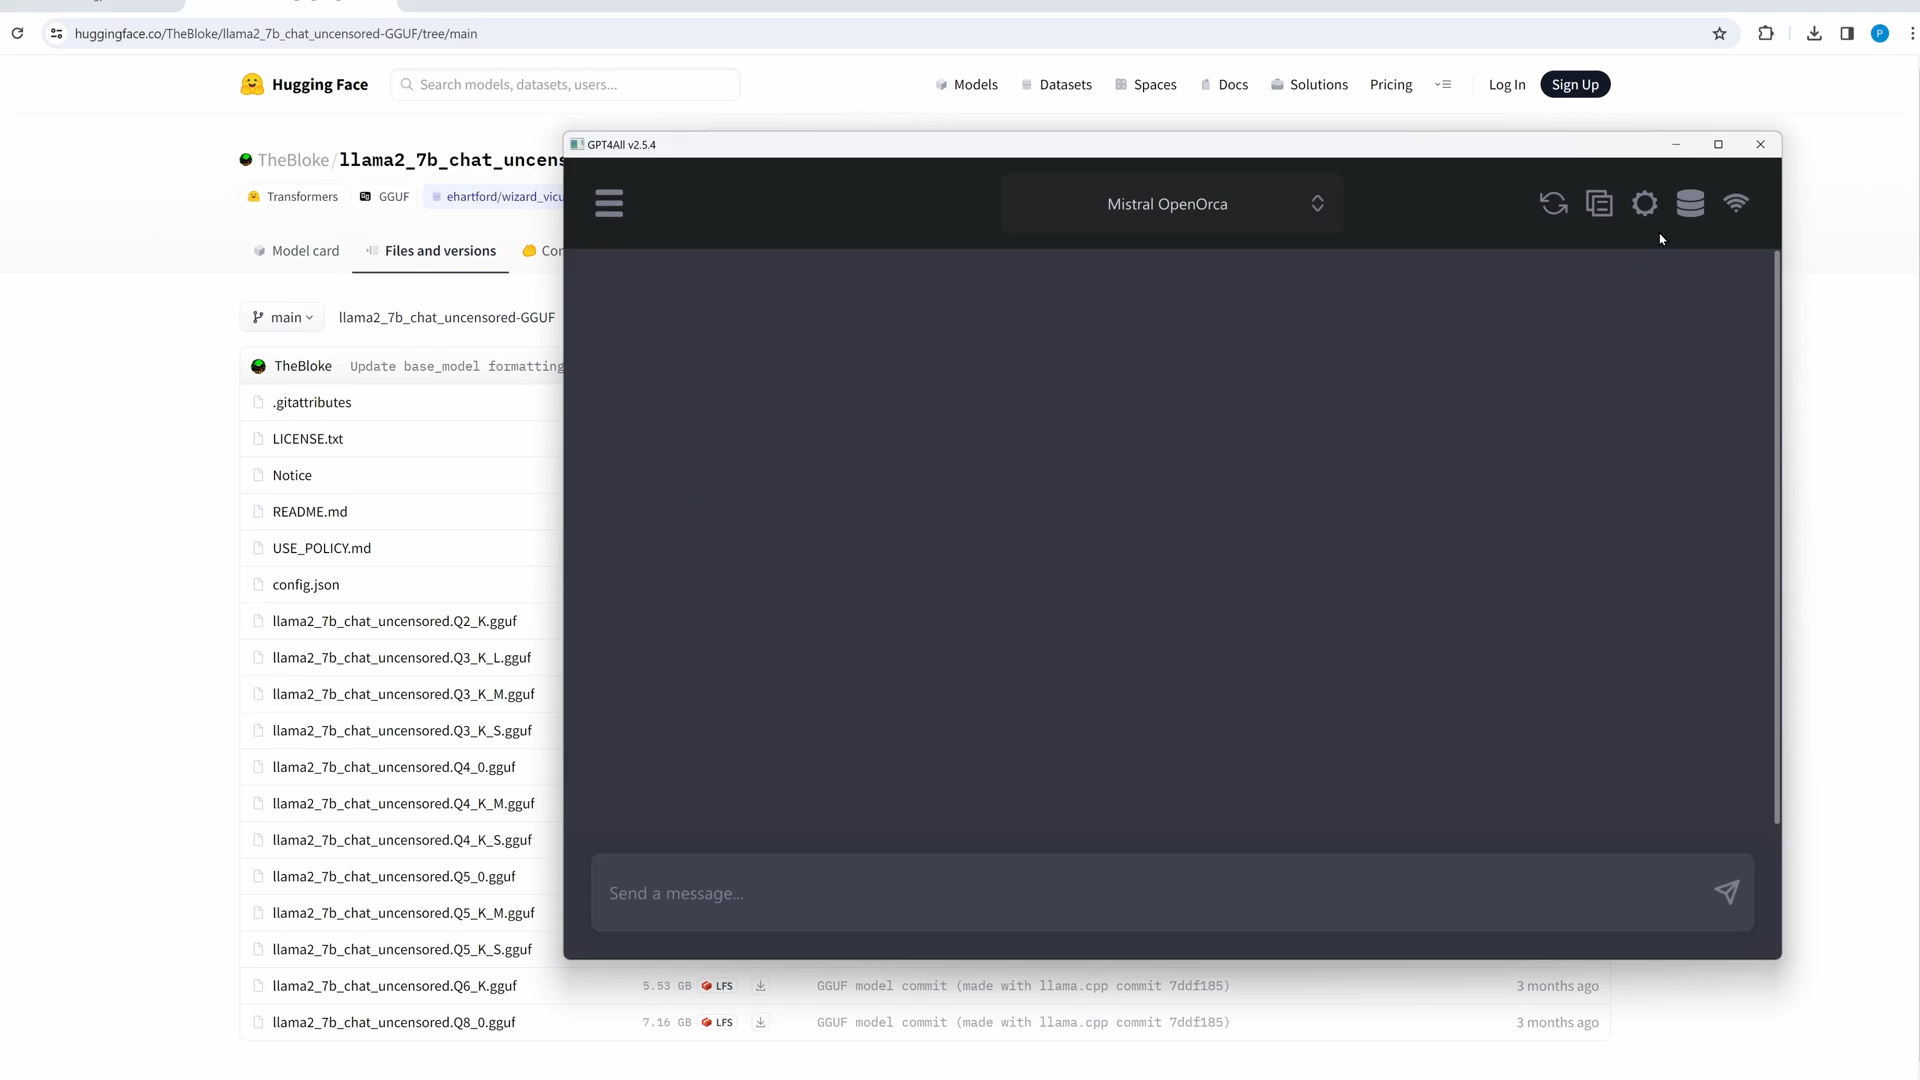 huggingface.co/TheBloke/llama2_7b_chat_uncensored-GGUF/tree/main
P
Hugging Face
Search models, datasets, users...
Models
Datasets
Spaces
Docs
Solutions
Pricing
Log In
Sign Up
TheBloke/llama2_7b_chat_uncens
Transformers
GGUF
ehartford/wizard_vicu
Model card
Files and versions
Con
main
llama2_7b_chat_uncensored-GGUF
TheBloke Update base_model formatting
.gitattributes
LICENSE.txt
Notice
README.md
USE_POLICY.md
config.json
llama2_7b_chat_uncensored.Q2_K.gguf
llama2_7b_chat_uncensored.Q3_K_L.gguf
llama2_7b_chat_uncensored.Q3_K_M.gguf
llama2_7b_chat_uncensored.Q3_K_S.gguf
llama2_7b_chat_uncensored.Q4_0.gguf
llama2_7b_chat_uncensored.Q4_K_M.gguf
llama2_7b_chat_uncensored.Q4_K_S.gguf
llama2_7b_chat_uncensored.Q5_0.gguf
llama2_7b_chat_uncensored.Q5_K_M.gguf
llama2_7b_chat_uncensored.Q5_K_S.gguf
llama2_7b_chat_uncensored.Q6_K.gguf 5.53 GB LFS GGUF model commit (made with llama.cpp commit 7ddf185) 3 months ago
llama2_7b_chat_uncensored.Q8_0.gguf 7.16 GB LFS GGUF model commit (made with llama.cpp commit 7ddf185) 3 months ago
GPT4All v2.5.4
Mistral OpenOrca
Send a message...